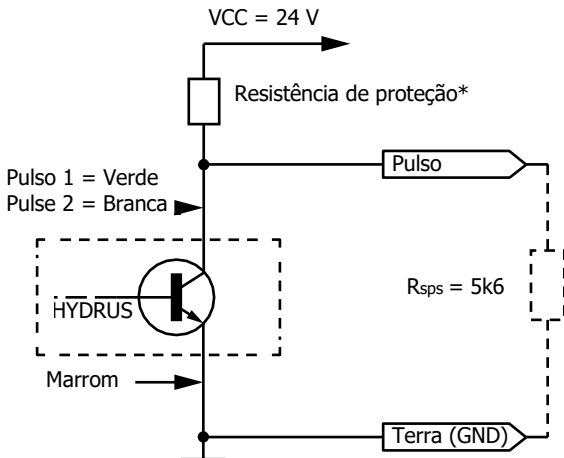 VCC = 24 V
Resistência de proteção*
Pulso
Pulso 1 = Verde
Pulse 2 = Branca
HYDRUS
Rsps = 5k6
Marrom
Terra (GND)